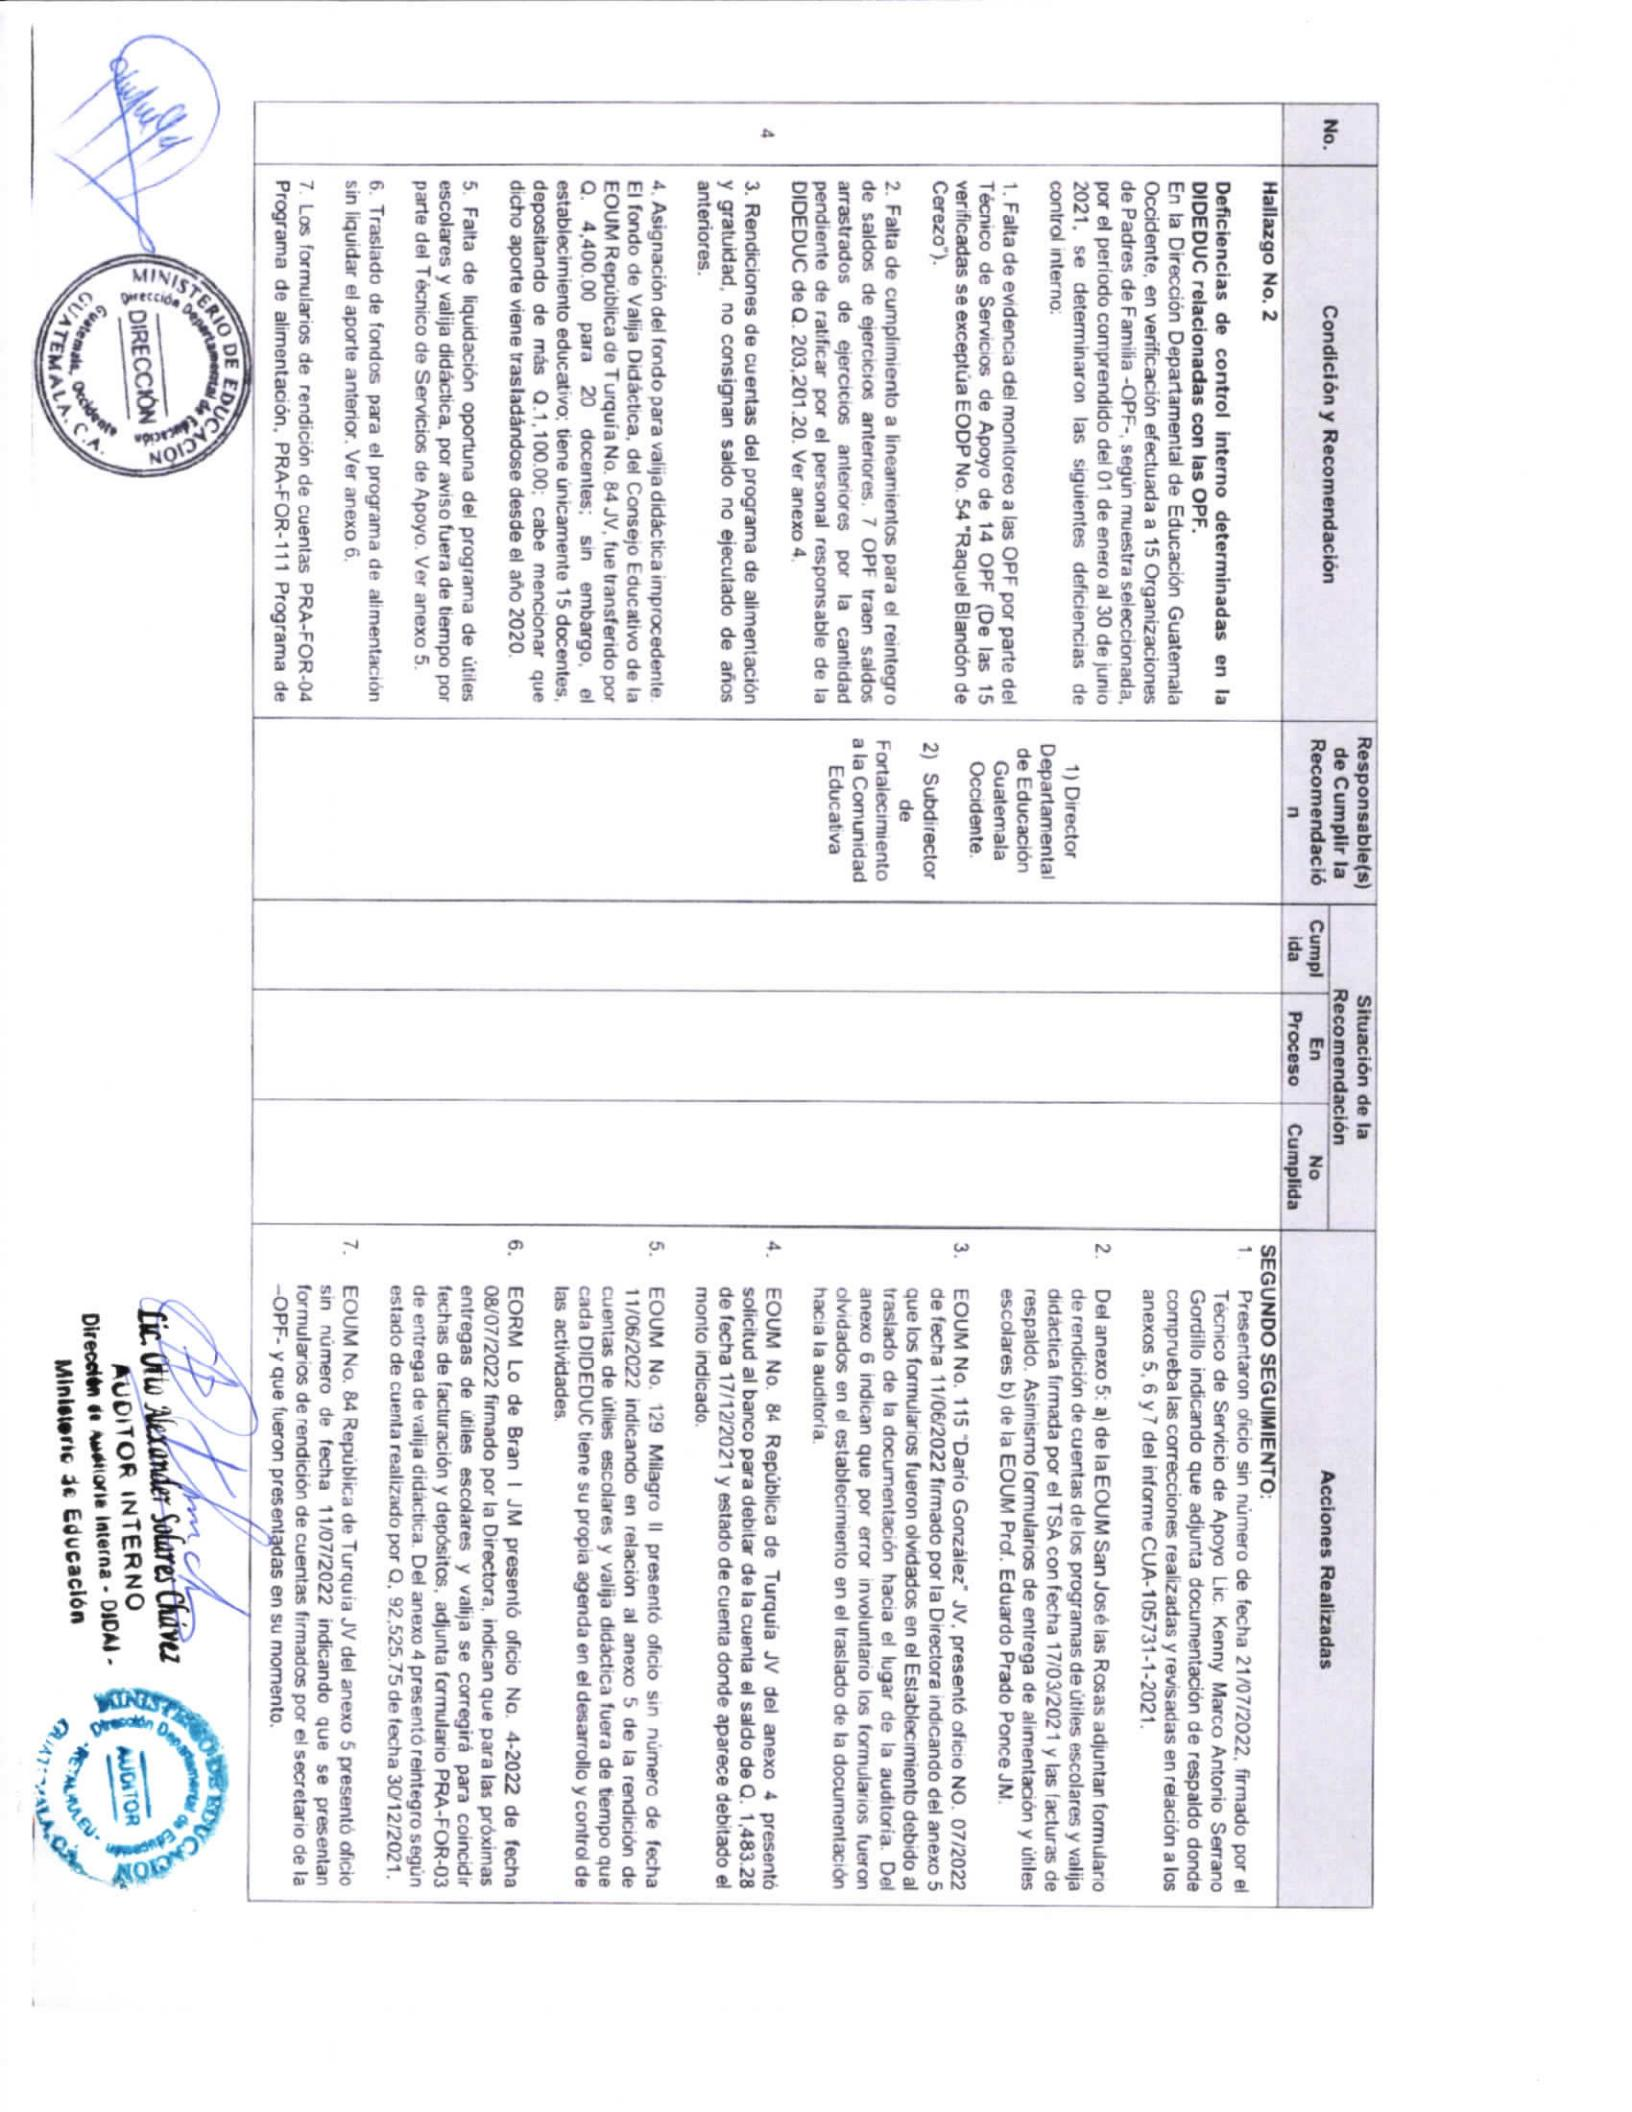 No.
Condición y Recomendación
Responsable(s)
de Cumplir la
Recomendació
n
Situación de la
Recomendación
Cumpl
ida
En
Proceso
No
Cumplida
Acciones Realizadas
4
Hallazgo No. 2
Deficiencias de control interno determinadas en la
DIDEDUC relacionadas con las OPF.
En la Dirección Departamental de Educación Guatemala
Occidente, en verificación efectuada a 15 Organizaciones
de Padres de Familia -OPF-, según muestra seleccionada,
por el período comprendido del 01 de enero al 30 de junio
2021, se determinaron las siguientes deficiencias de
control interno:
1. Falta de evidencia del monitoreo a las OPF por parte del
Técnico de Servicios de Apoyo de 14 OPF (De las 15
verificadas se exceptúa EODP No. 54 "Raquel Blandón de
Cerezo").
2. Falta de cumplimiento a lineamientos para el reintegro
de saldos de ejercicios anteriores. 7 OPF traen saldos
arrastrados de ejercicios anteriores por la cantidad
pendiente de ratificar por el personal responsable de la
DIDEDUC de Q. 203,201.20. Ver anexo 4.
3. Rendiciones de cuentas del programa de alimentación
y gratuidad, no consignan saldo no ejecutado de años
anteriores.
4. Asignación del fondo para valija didáctica improcedente.
El fondo de Valija Didáctica, del Consejo Educativo de la
EOUM República de Turquía No. 84 JV, fue transferido por
Q. 4,400.00 para 20 docentes; sin embargo, el
establecimiento educativo; tiene únicamente 15 docentes,
depositando de más Q.1,100.00; cabe mencionar que
dicho aporte viene trasladándose desde el año 2020.
5. Falta de liquidación oportuna del programa de útiles
escolares y valija didáctica, por aviso fuera de tiempo por
parte del Técnico de Servicios de Apoyo. Ver anexo 5.
6. Traslado de fondos para el programa de alimentación
sin liquidar el aporte anterior. Ver anexo 6.
7. Los formularios de rendición de cuentas PRA-FOR-04
Programa de alimentación, PRA-FOR-111 Programa de
1) Director
Departamental
de Educación
Guatemala
Occidente.
2) Subdirector
de
Fortalecimiento
a la Comunidad
Educativa
SEGUNDO SEGUIMIENTO:
1. Presentaron oficio sin número de fecha 21/07/2022, firmado por el
Técnico de Servicio de Apoyo Lic. Kenny Marco Antonio Serrano
Gordillo indicando que adjunta documentación de respaldo donde
comprueba las correcciones realizadas y revisadas en relación a los
anexos 5, 6 y 7 del informe CUA-105731-1-2021.
2. Del anexo 5: a) de la EOUM San José las Rosas adjuntan formulario
de rendición de cuentas de los programas de útiles escolares y valija
didáctica firmada por el TSA con fecha 17/03/2021 y las facturas de
respaldo. Asimismo formularios de entrega de alimentación y útiles
escolares b) de la EOUM Prof. Eduardo Prado Ponce JM.
3. EOUM No. 115 "Darío González" JV, presentó oficio NO. 07/2022
de fecha 11/06/2022 firmado por la Directora indicando del anexo 5
que los formularios fueron olvidados en el Establecimiento debido al
traslado de la documentación hacia el lugar de la auditoría. Del
anexo 6 indican que por error involuntario los formularios fueron
olvidados en el establecimiento en el traslado de la documentación
hacia la auditoría.
4. EOUM No. 84 República de Turquía JV del anexo 4 presentó
solicitud al banco para debitar de la cuenta el saldo de Q. 1,483.28
de fecha 17/12/2021 y estado de cuenta donde aparece debitado el
monto indicado.
5. EOUM No. 129 Milagro II presentó oficio sin número de fecha
11/06/2022 indicando en relación al anexo 5 de la rendición de
cuentas de útiles escolares y valija didáctica fuera de tiempo que
cada DIDEDUC tiene su propia agenda en el desarrollo y control de
las actividades.
6. EORM Lo de Bran I JM presentó oficio No. 4-2022 de fecha
08/07/2022 firmado por la Directora, indican que para las próximas
entregas de útiles escolares y valija se corregirá para coincidir
fechas de facturación y depósitos, adjunta formulario PRA-FOR-03
de entrega de valija didáctica. Del anexo 4 presentó reintegro según
estado de cuenta realizado por Q. 92,525.75 de fecha 30/12/2021.
7. EOUM No. 84 República de Turquía JV del anexo 5 presentó oficio
sin número de fecha 11/07/2022 indicando que se presentan
formularios de rendición de cuentas firmados por el secretario de la
–OPF- y que fueron presentadas en su momento.
MINISTERIO DE EDUCACIÓN
Dirección Departamental de Educación
DIRECCIÓN
Guatemala, Occidente
GUATEMALA, C.A.
Lic. Otto Alexander Solares Chávez
AUDITOR INTERNO
Dirección de Auditoria Interna - DIDAI -
Ministerio de Educación
MINISTERIO DE EDUCACIÓN
Dirección Departamental de Educación
AUDITOR
-RETALHULEU-
GUATEMALA, C.A.